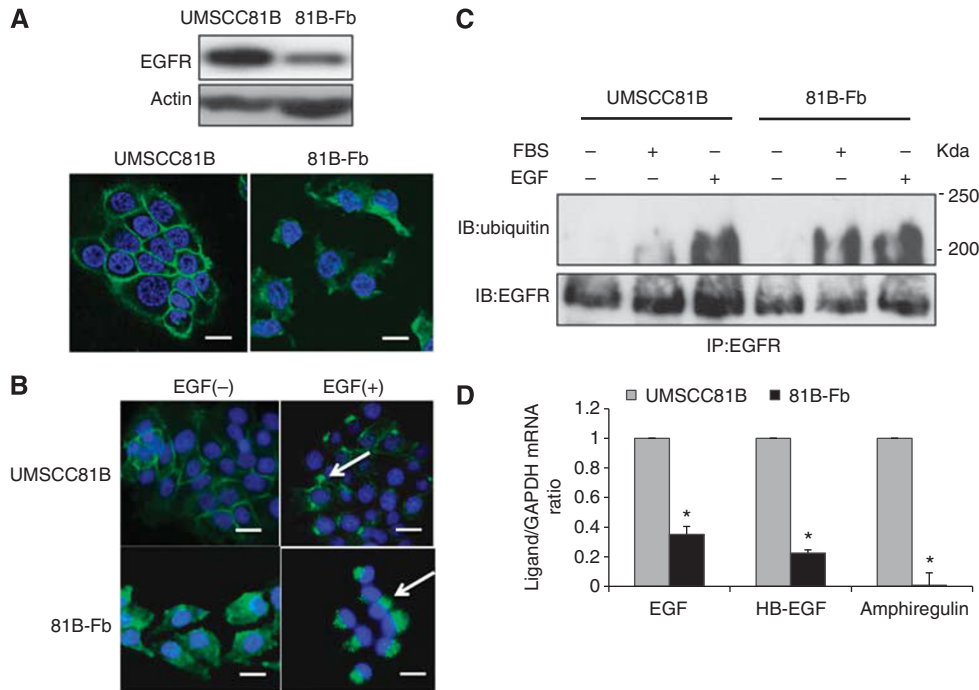 A
UMSCC81B 81B-Fb
EGFR
Actin
UMSCC81B 81B-Fb
B
EGF(–) EGF(+)
UMSCC81B
81B-Fb
C
UMSCC81B 81B-Fb
FBS – + – – + – Kda
EGF – – + – – +
IB:ubiquitin
- 250
- 200
IB:EGFR
IP:EGFR
D
UMSCC81B 81B-Fb
Ligand/GAPDH mRNA
ratio
1.2
1
0.8
0.6
0.4
0.2
0
* * *
EGF HB-EGF Amphiregulin